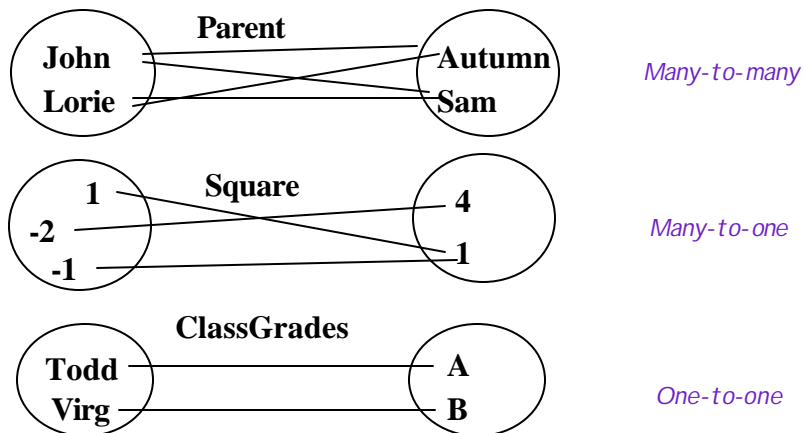 Parent
John
Lorie
Autumn
Sam
Many-to-many
Square
1
-2
-1
4
1
Many-to-one
ClassGrades
Todd
Virg
A
B
One-to-one